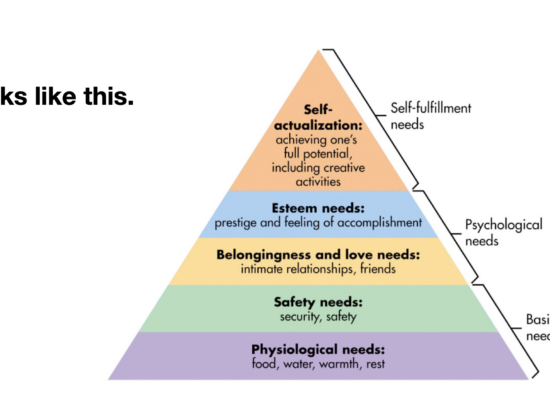 ks like this.
Self-
actualization:
achieving one's
full potential,
including creative
activities
Self-fulfillment
needs
Esteem needs:
prestige and feeling of accomplishment
Psychological
needs
Belongingness and love needs:
intimate relationships, friends
Safety needs:
security, safety
Basi
nee
Physiological needs:
food, water, warmth, rest